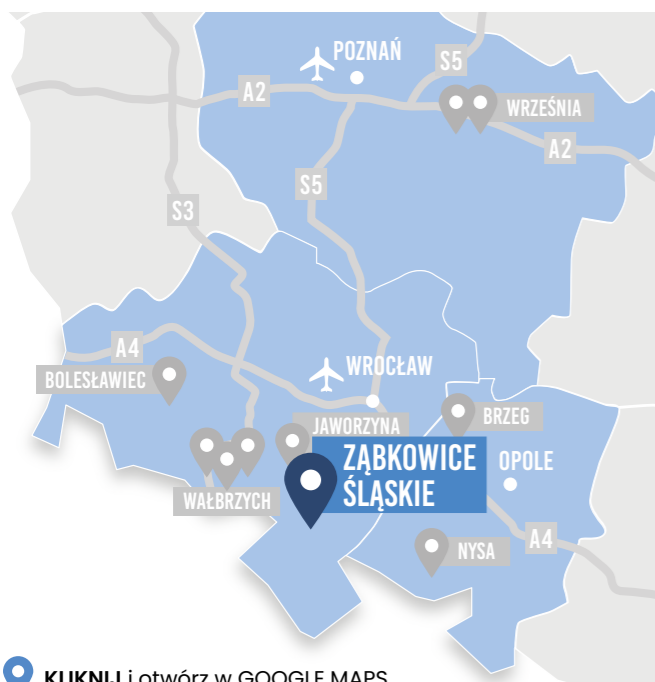 POZNAŃ
S5
A2
WRZEŚNIA
A2
S5
S3
A4
WROCŁAW
BOLESŁAWIEC
JAWORZYNA
BRZEG
ZĄBKOWICE
ŚLĄSKIE
OPOLE
WAŁBRZYCH
A4
NYSA
KLIKNIJ i otwórz w GOOGLE MAPS